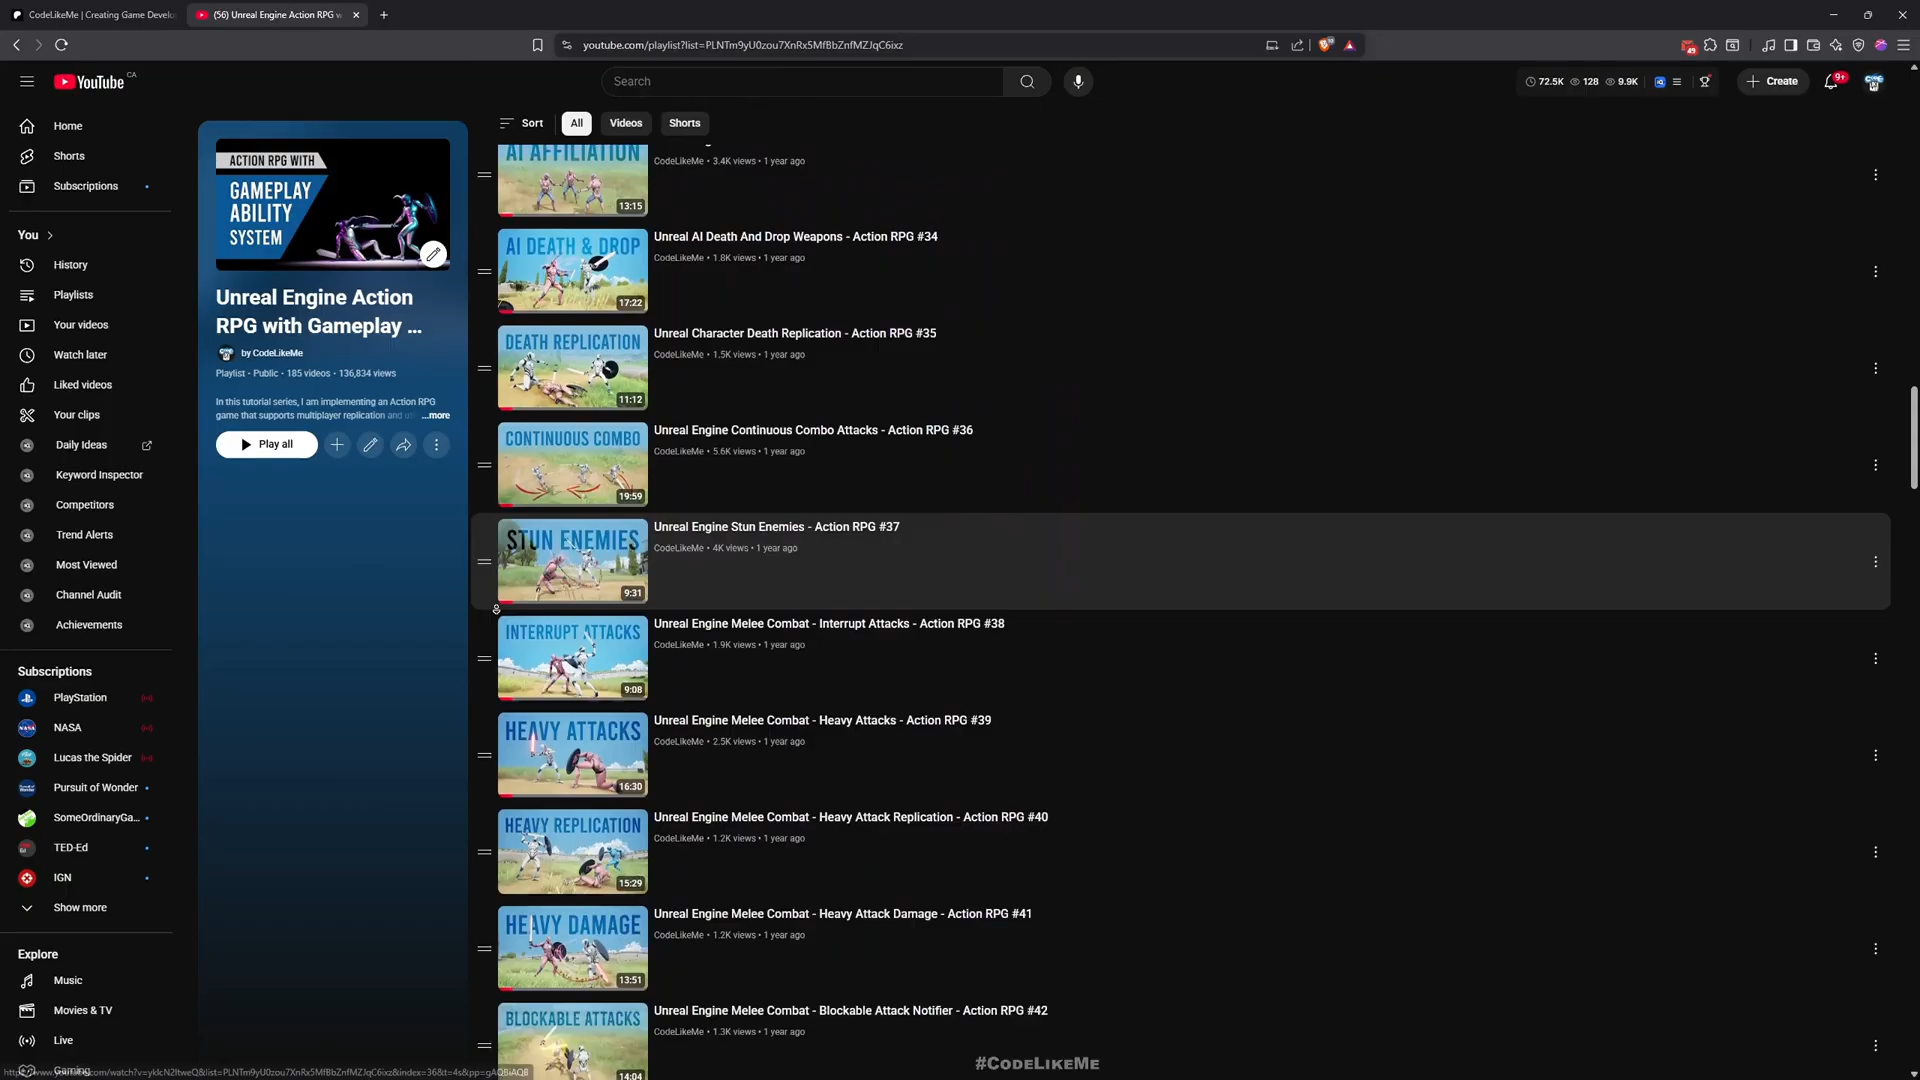 CodeLikeMe | Creating Game Develo
(56) Unreal Engine Action RPG w
youtube.com/playlist?list=PLNTm9yU0zou7XnRx5MfBbZnfMZJqC6ixz
49
YouTube CA
Search
72.5K 128 9.9K
Create
9+
Home
Shorts
Subscriptions
You
History
Playlists
Your videos
Watch later
Liked videos
Your clips
Daily Ideas
Keyword Inspector
Competitors
Trend Alerts
Most Viewed
Channel Audit
Achievements
Subscriptions
PlayStation
NASA
Lucas the Spider
Pursuit of Wonder
SomeOrdinaryGa...
TED-Ed
IGN
Show more
Explore
Music
Movies & TV
Live
Gaming
ACTION RPG WITH
GAMEPLAY
ABILITY
SYSTEM
Unreal Engine Action
RPG with Gameplay ...
by CodeLikeMe
Playlist • Public • 185 videos • 136,834 views
In this tutorial series, I am implementing an Action RPG
game that supports multiplayer replication and ...more
Play all
Sort
All
Videos
Shorts
AI AFFILIATION
13:15
CodeLikeMe • 3.4K views • 1 year ago
AI DEATH & DROP
17:22
Unreal AI Death And Drop Weapons - Action RPG #34
CodeLikeMe • 1.8K views • 1 year ago
DEATH REPLICATION
11:12
Unreal Character Death Replication - Action RPG #35
CodeLikeMe • 1.5K views • 1 year ago
CONTINUOUS COMBO
19:59
Unreal Engine Continuous Combo Attacks - Action RPG #36
CodeLikeMe • 5.6K views • 1 year ago
STUN ENEMIES
9:31
Unreal Engine Stun Enemies - Action RPG #37
CodeLikeMe • 4K views • 1 year ago
INTERRUPT ATTACKS
9:08
Unreal Engine Melee Combat - Interrupt Attacks - Action RPG #38
CodeLikeMe • 1.9K views • 1 year ago
HEAVY ATTACKS
16:30
Unreal Engine Melee Combat - Heavy Attacks - Action RPG #39
CodeLikeMe • 2.5K views • 1 year ago
HEAVY REPLICATION
15:29
Unreal Engine Melee Combat - Heavy Attack Replication - Action RPG #40
CodeLikeMe • 1.2K views • 1 year ago
HEAVY DAMAGE
13:51
Unreal Engine Melee Combat - Heavy Attack Damage - Action RPG #41
CodeLikeMe • 1.2K views • 1 year ago
BLOCKABLE ATTACKS
14:04
Unreal Engine Melee Combat - Blockable Attack Notifier - Action RPG #42
CodeLikeMe • 1.3K views • 1 year ago
#CodeLikeMe